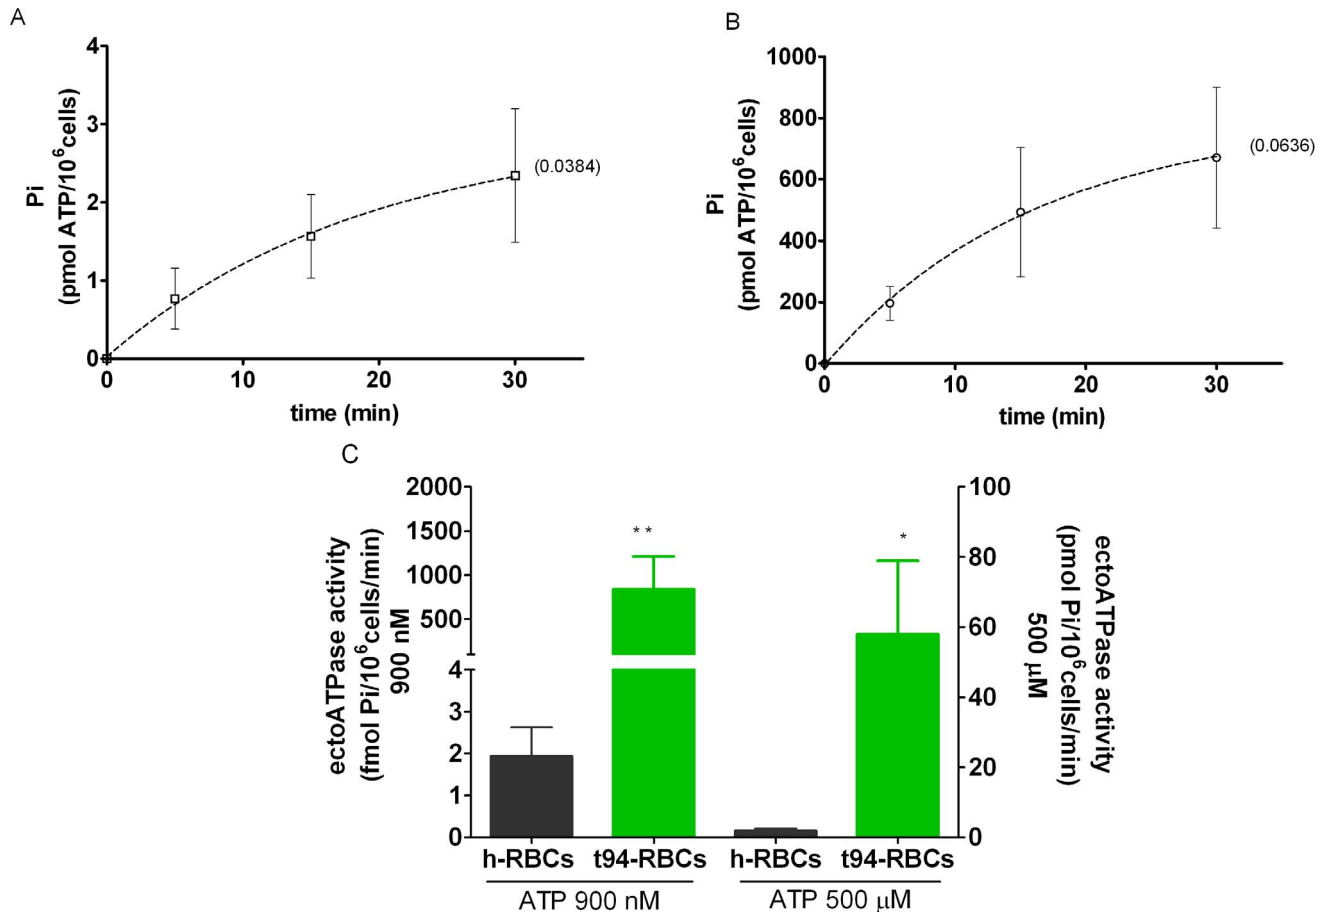 A
Pi
(pmol ATP/10⁶cells)
4
3
2
1
0
(0.0384)
0 10 20 30
time (min)
B
Pi
(pmol ATP/10⁶cells)
1000
800
600
400
200
0
(0.0636)
0 10 20 30
time (min)
C
ectoATPase activity
(fmol Pi/10⁶cells/min)
900 nM
2000
1500
1000
500
4
3
2
1
0
* *
*
100
80
60
40
20
0
ectoATPase activity
(pmol Pi/10⁶cells/min)
500 μM
h-RBCs t94-RBCs h-RBCs t94-RBCs
ATP 900 nM ATP 500 μM